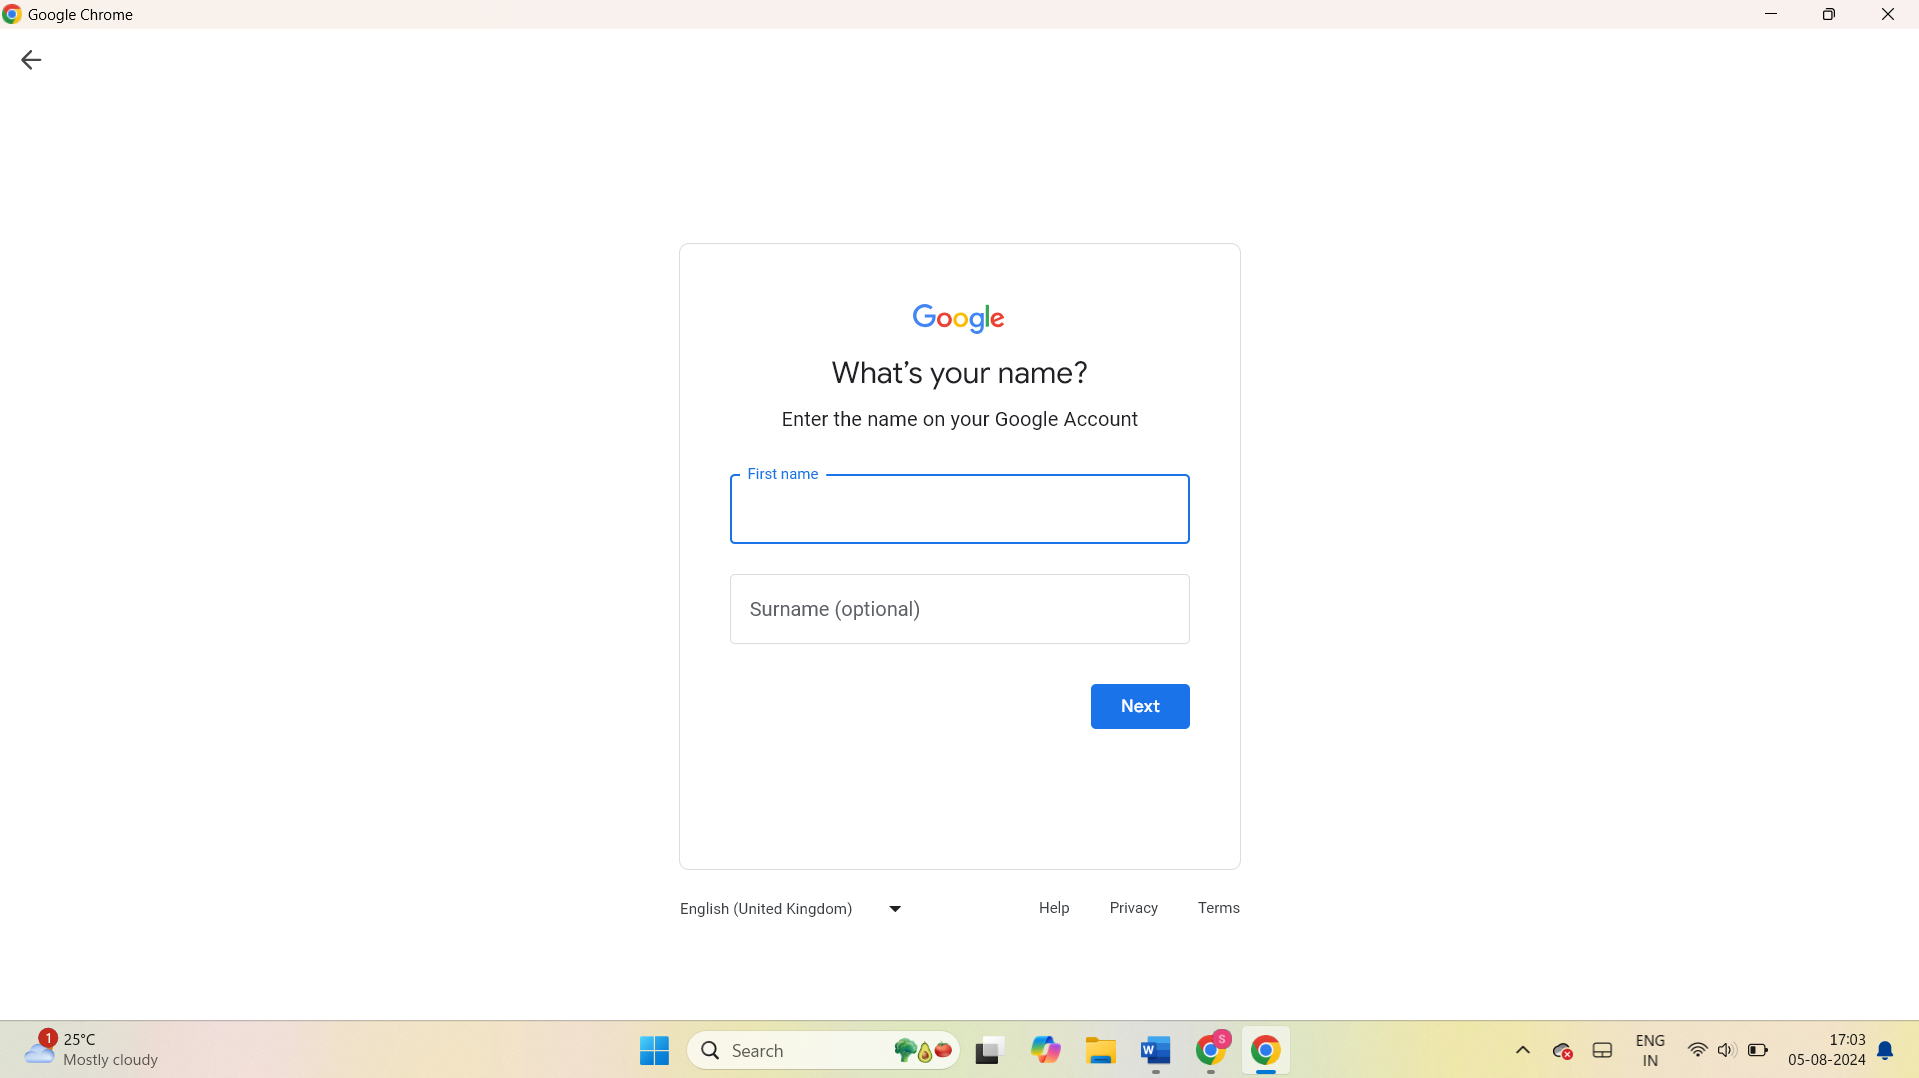 Google Chrome
Google
What's your name?
Enter the name on your Google Account
First name
Surname (optional)
Next
English (United Kingdom)
Help
Privacy
Terms
1
25°C
Mostly cloudy
Search
W
S
ENG
IN
17:03
05-08-2024